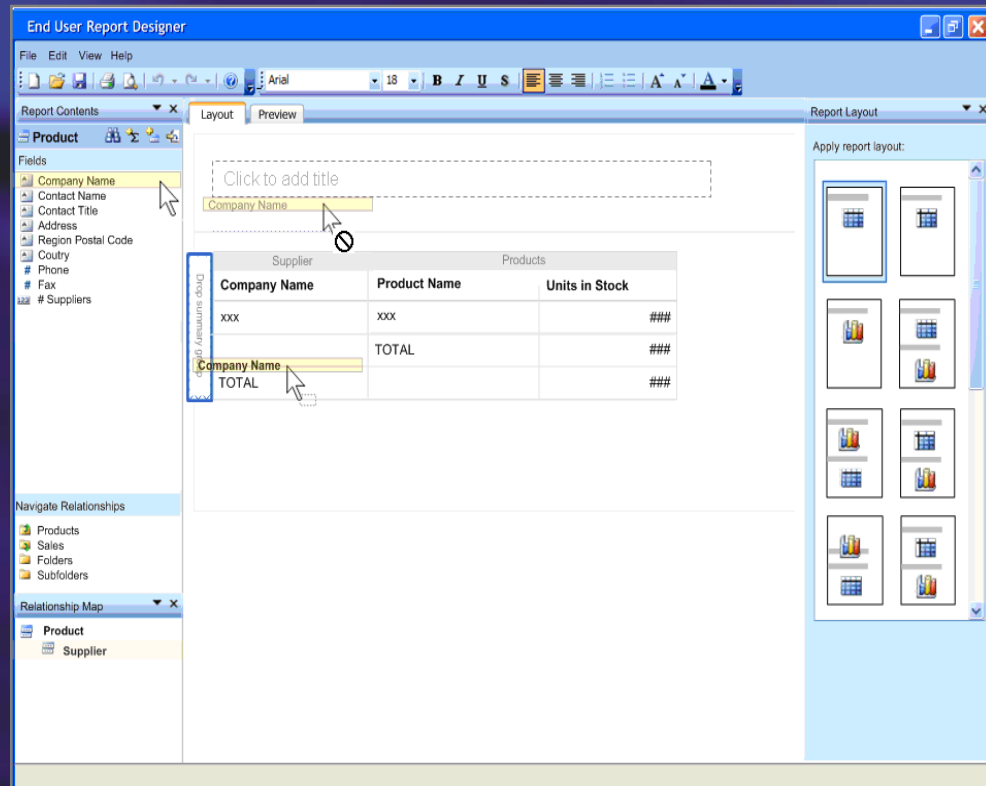 End User Report Designer
File Edit View Help
Arial 18 B I U S A A A
Report Contents
Product
Fields
Company Name
Contact Name
Contact Title
Address
Region Postal Code
Coutry
# Phone
# Fax
123 # Suppliers
Navigate Relationships
Products
Sales
Folders
Subfolders
Relationship Map
Product
Supplier
Layout Preview
Click to add title
Company Name
Supplier Products
Drop summary group
Company Name Product Name Units in Stock
xxx xxx ###
TOTAL ###
Company Name
TOTAL ###
Report Layout
Apply report layout: